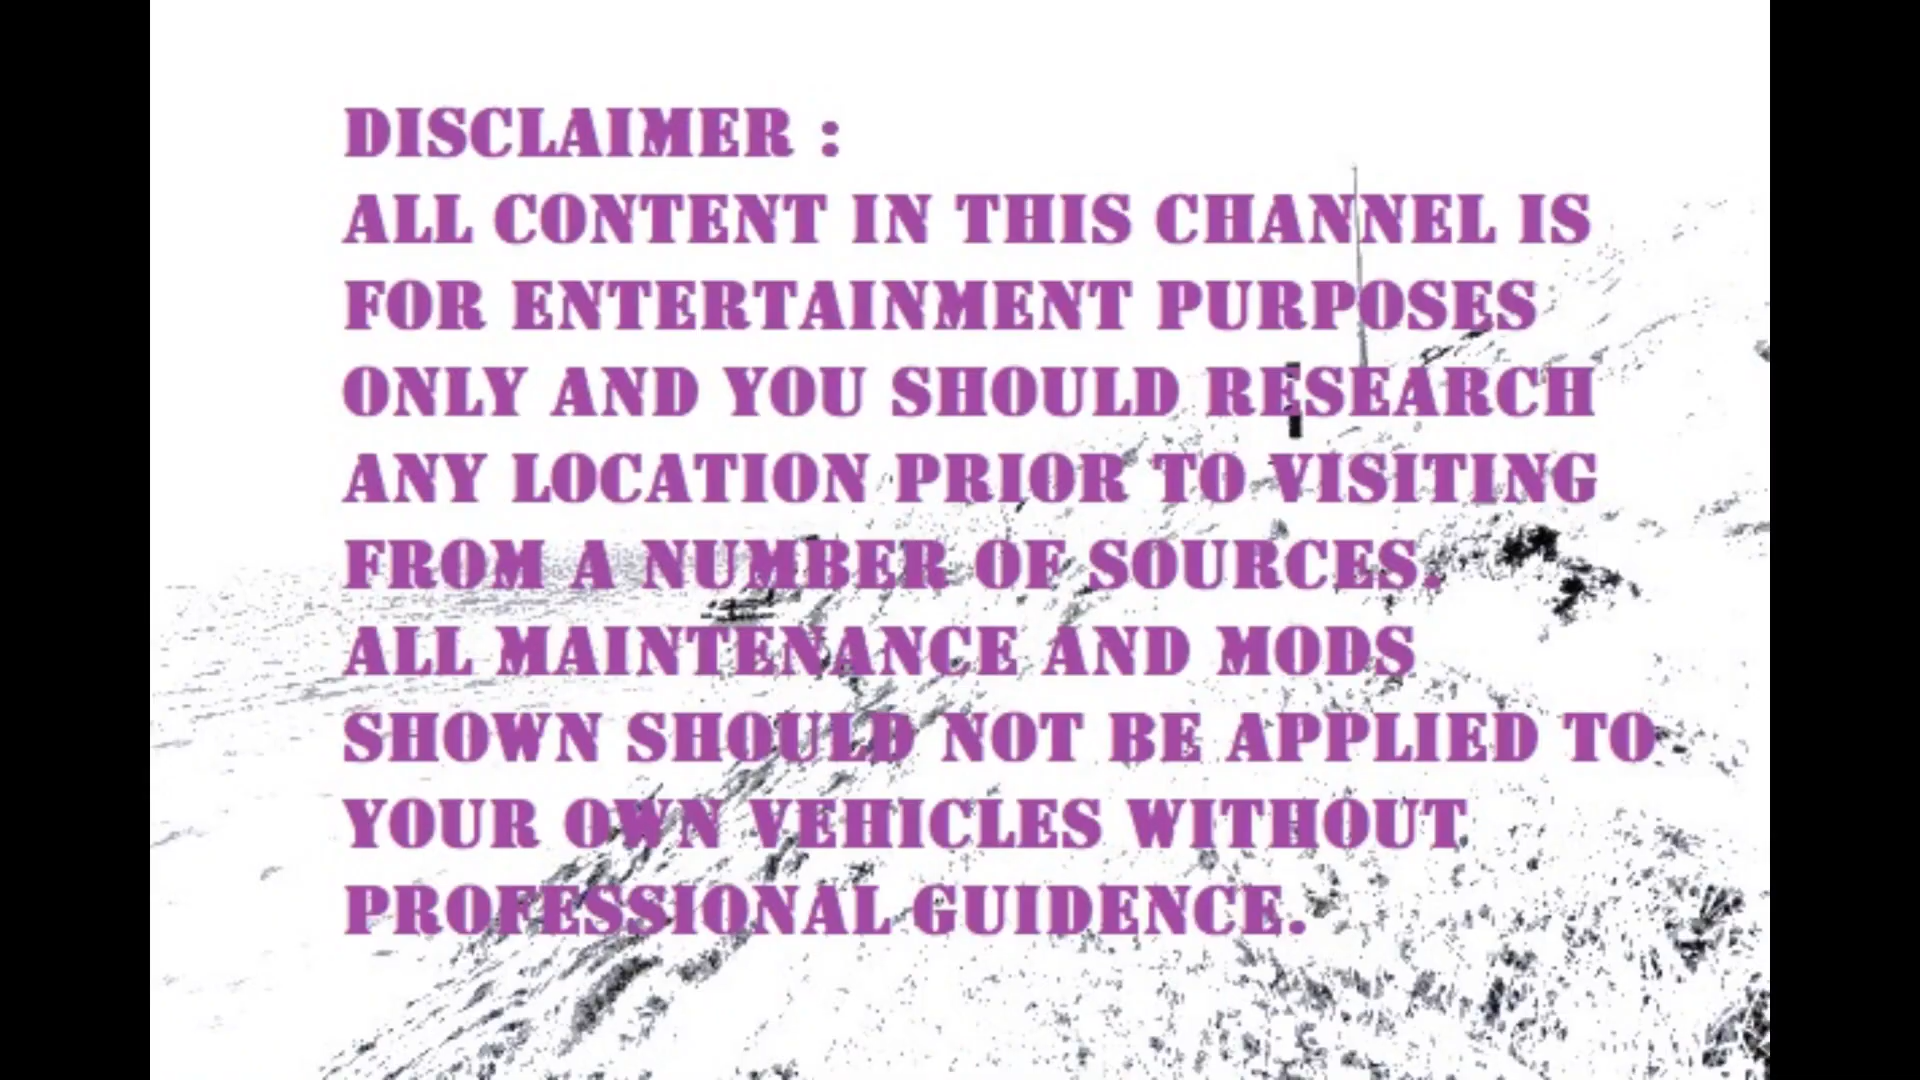 DISCLAIMER :
ALL CONTENT IN THIS CHANNEL IS
FOR ENTERTAINMENT PURPOSES
ONLY AND YOU SHOULD RESEARCH
ANY LOCATION PRIOR TO VISITING
FROM A NUMBER OF SOURCES.
ALL MAINTENANCE AND MODS
SHOWN SHOULD NOT BE APPLIED TO
YOUR OWN VEHICLES WITHOUT
PROFESSIONAL GUIDENCE.